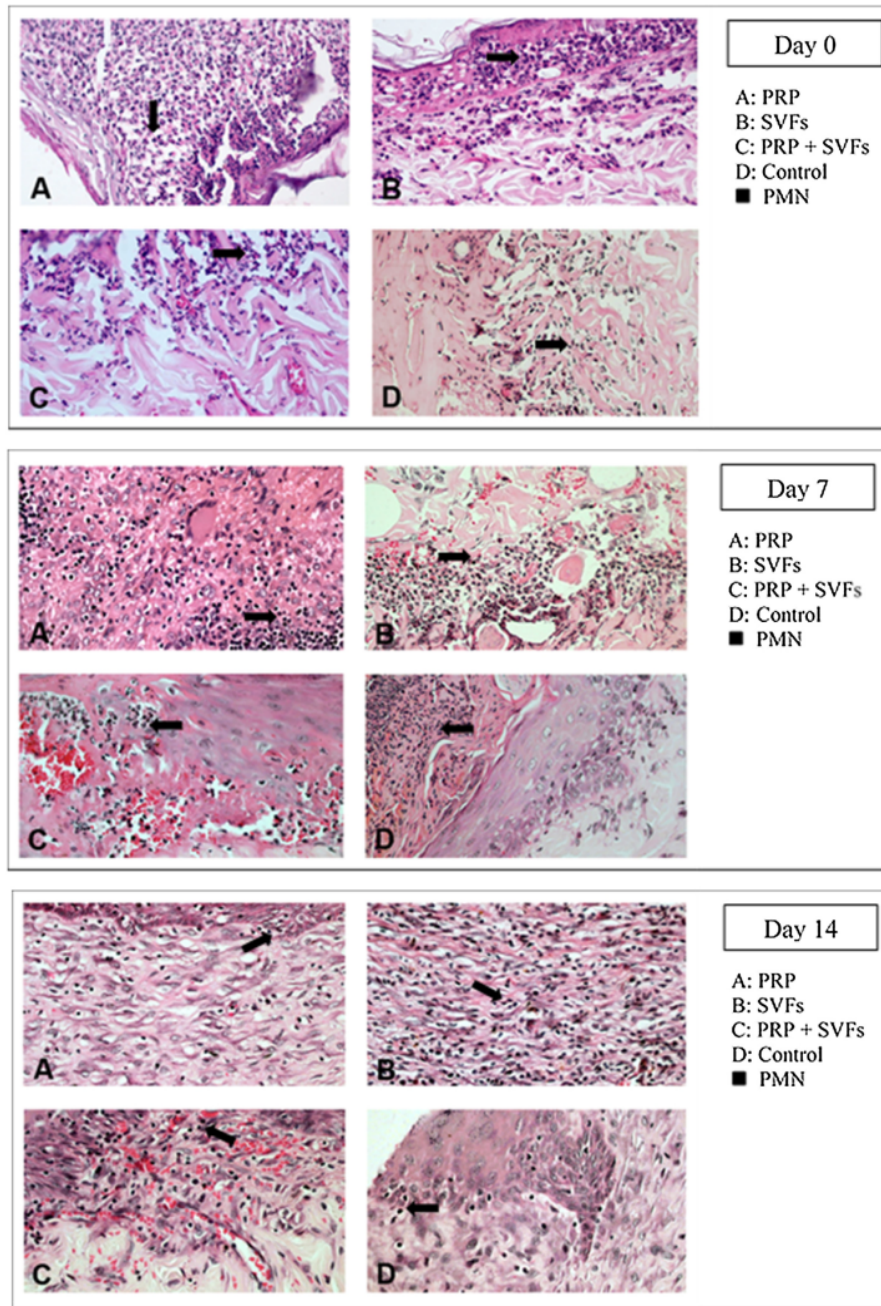 A
B
C
D
Day 0
A: PRP
B: SVFs
C: PRP + SVFs
D: Control
■ PMN
A
B
C
D
Day 7
A: PRP
B: SVFs
C: PRP + SVFs
D: Control
■ PMN
A
B
C
D
Day 14
A: PRP
B: SVFs
C: PRP + SVFs
D: Control
■ PMN